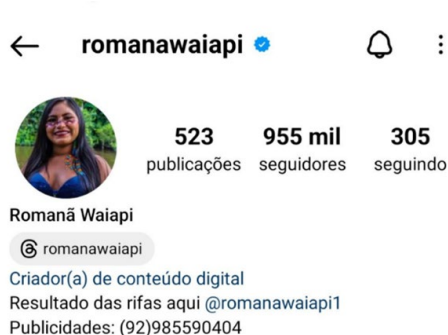 romanawaiapi
523 955 mil 305
publicações seguidores seguindo
Romanã Waiapi
romanawaiapi
Criador(a) de conteúdo digital
Resultado das rifas aqui @romanawaiapi1
Publicidades: (92)985590404